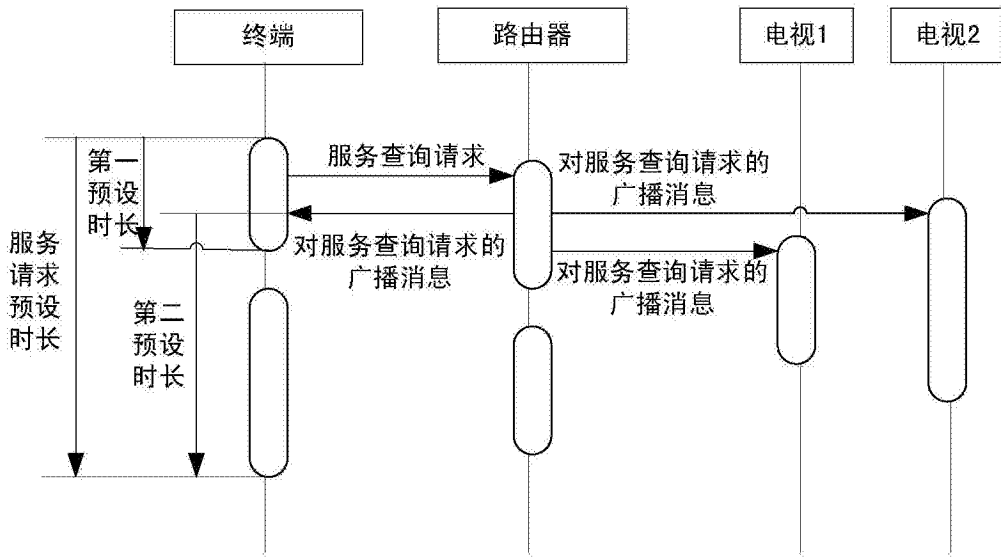 终端
路由器
电视1
电视2
服务查询请求
对服务查询请求的
广播消息
第一
预设
时长
对服务查询请求的
广播消息
对服务查询请求的
广播消息
服务
请求
预设
时长
第二
预设
时长